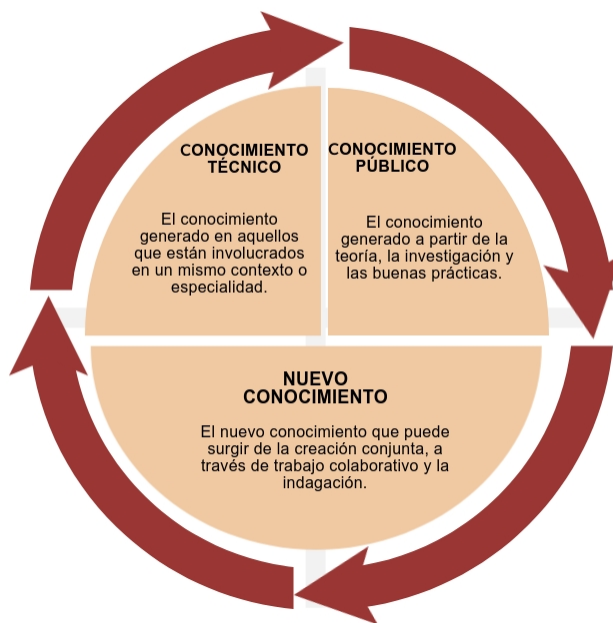 CONOCIMIENTO
TÉCNICO
El conocimiento
generado en aquellos
que están involucrados
en un mismo contexto o
especialidad.
CONOCIMIENTO
PÚBLICO
El conocimiento
generado a partir de la
teoría, la investigación y
las buenas prácticas.
NUEVO
CONOCIMIENTO
El nuevo conocimiento que puede
surgir de la creación conjunta, a
través de trabajo colaborativo y la
indagación.